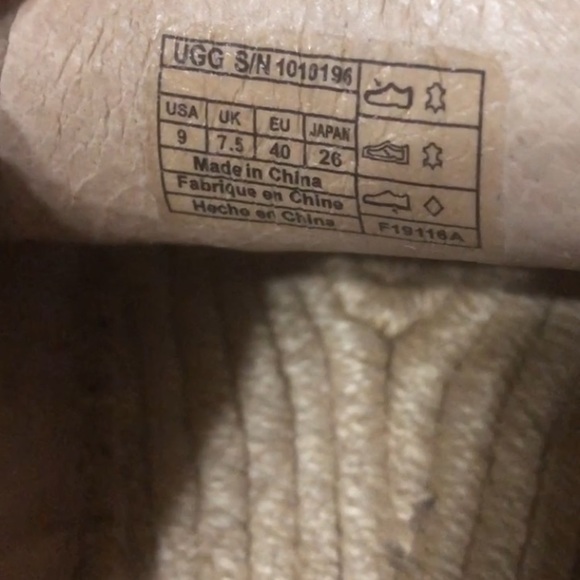 UGG S/N 1010196
USA UK EU JAPAN
9 7.5 40 26
Made in China
Fabriqué en Chine
Hecho en China
F19116A